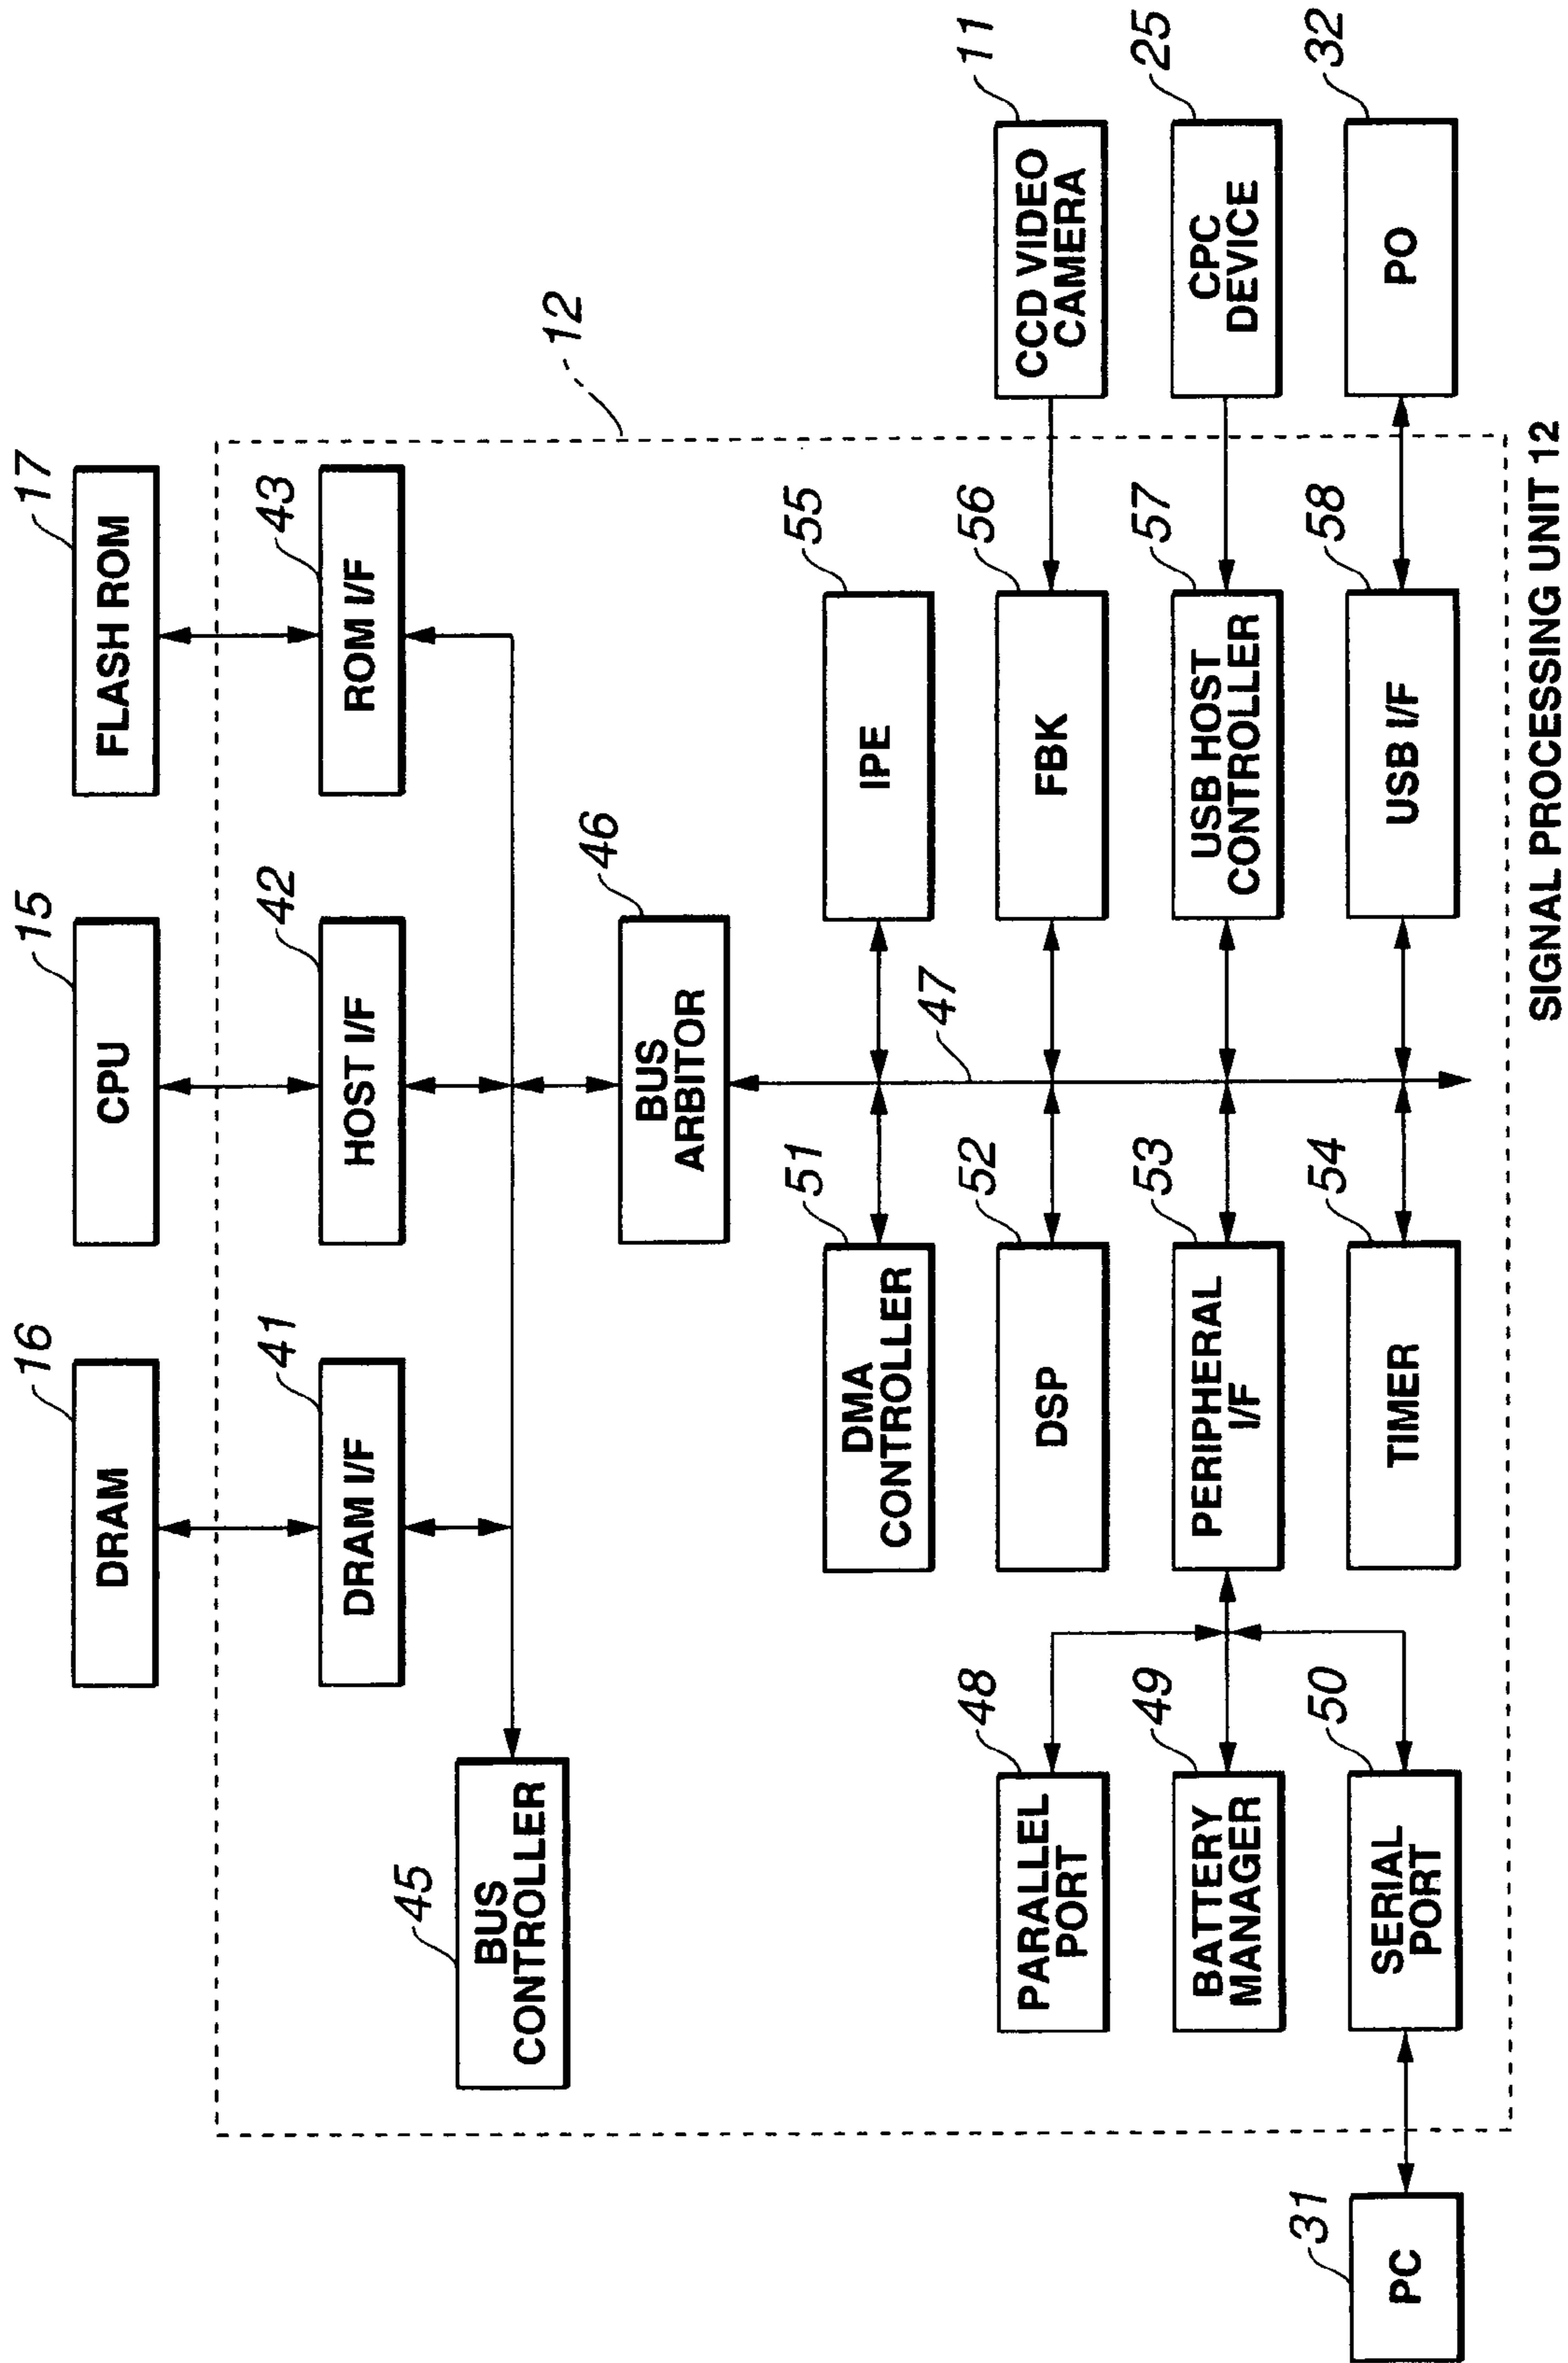 16
DRAM
15
CPU
17
FLASH ROM
41
DRAM I/F
42
HOST I/F
43
ROM I/F
12
45
BUS
CONTROLLER
46
BUS
ARBITOR
47
51
DMA
CONTROLLER
55
IPE
48
PARALLEL
PORT
52
DSP
56
FBK
11
CCD VIDEO
CAMERA
49
BATTERY
MANAGER
53
PERIPHERAL
I/F
57
USB HOST
CONTROLLER
25
CPC
DEVICE
31
PC
50
SERIAL
PORT
54
TIMER
58
USB I/F
32
PO
SIGNAL PROCESSING UNIT 12